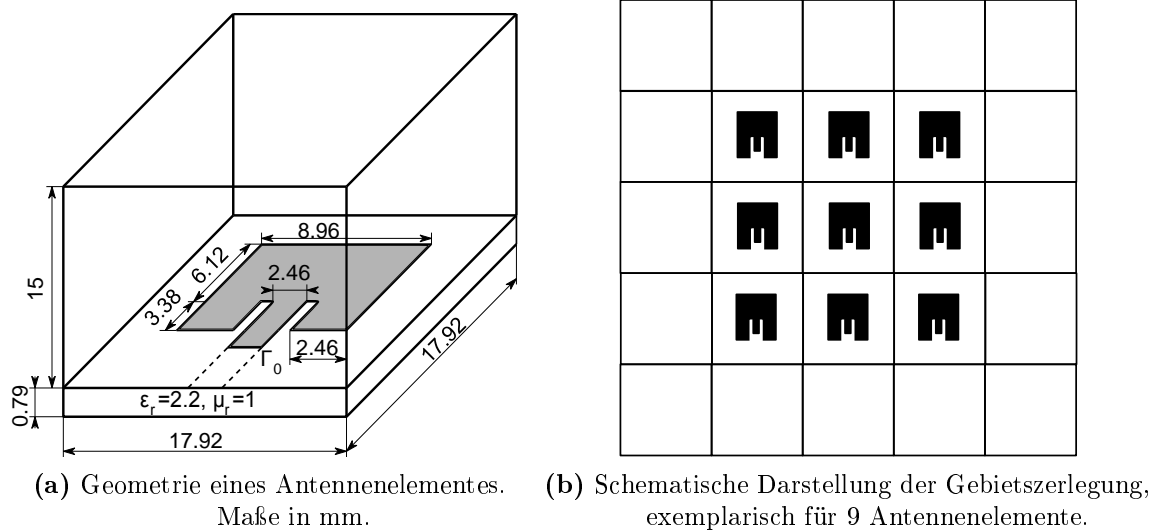 8.96
6.12
2.46
3.38
15
2.46
Γ0
17.92
0.79
εr=2.2, μr=1
17.92
(a) Geometrie eines Antennenelementes.
Maße in mm.
(b) Schematische Darstellung der Gebietszerlegung,
exemplarisch für 9 Antennenelemente.